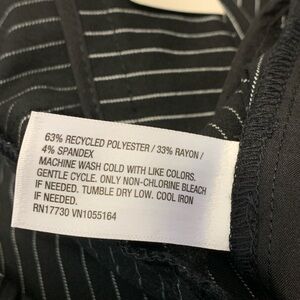 63% RECYCLED POLYESTER / 33% RAYON /
4% SPANDEX
MACHINE WASH COLD WITH LIKE COLORS.
GENTLE CYCLE. ONLY NON-CHLORINE BLEACH
IF NEEDED. TUMBLE DRY LOW. COOL IRON
IF NEEDED.
RN17730 VN1055164